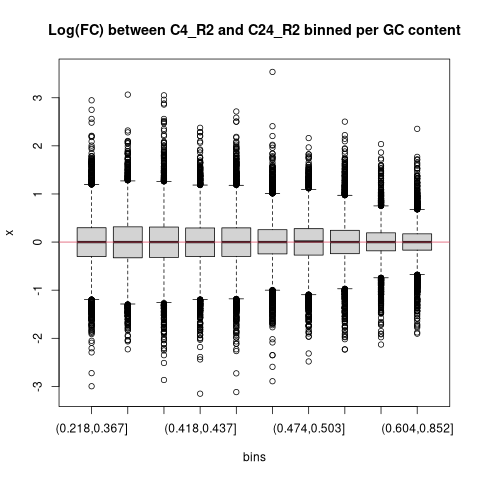 Log(FC) between C4_R2 and C24_R2 binned per GC content
3
2
1
0
-1
-2
-3
x
(0.218,0.367] (0.418,0.437] (0.474,0.503] (0.604,0.852]
bins